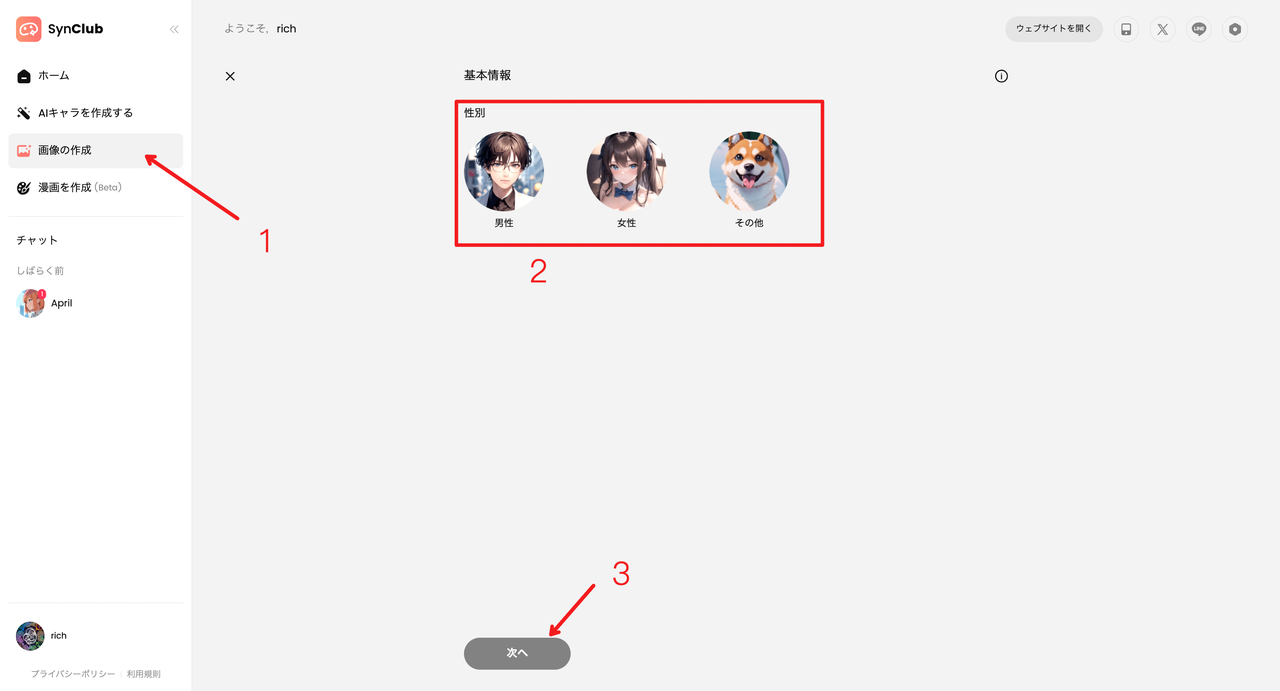 SynClub
ホーム
AIキャラを作成する
画像の作成
漫画を作成 (Beta)
チャット
しばらく前
1
April
rich
プライバシーポリシー | 利用規則
ようこそ, rich
ウェブサイトを開く
LINE
基本情報
性別
男性
女性
その他
1
2
3
次へ